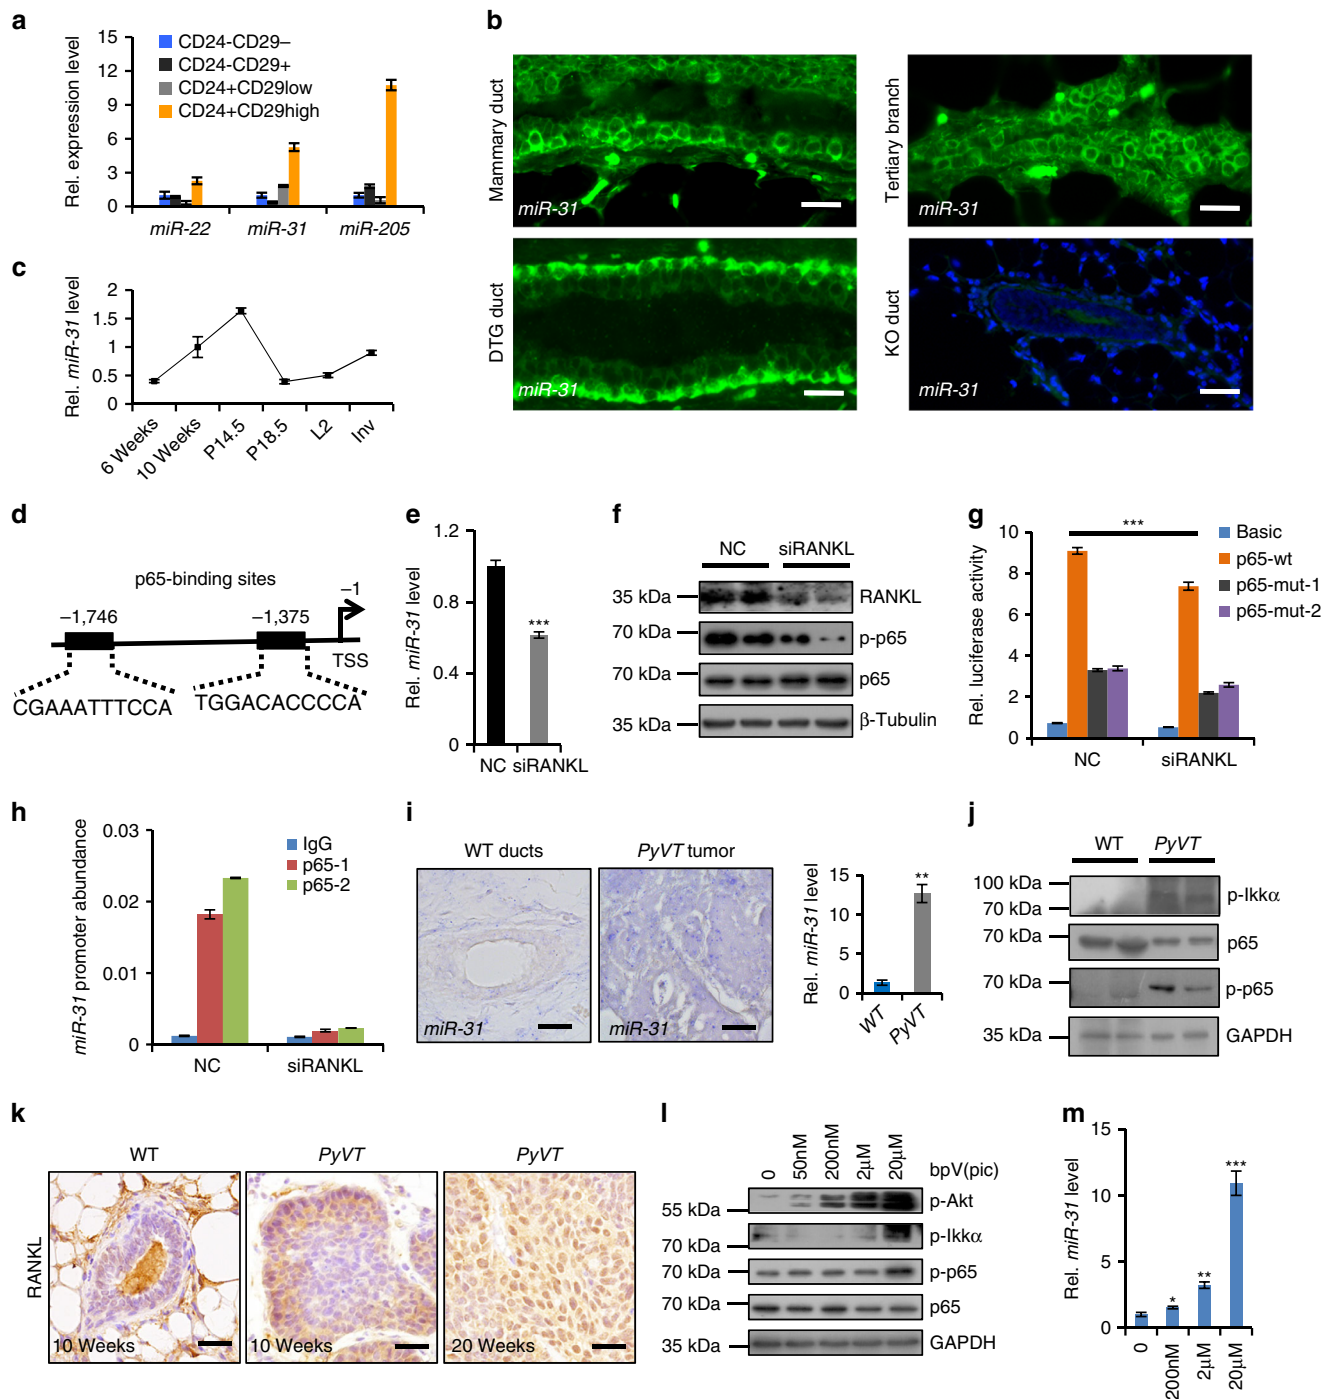 a
Rel. expression level
15
12
9
6
3
0
CD24-CD29–
CD24-CD29+
CD24+CD29low
CD24+CD29high
miR-22
miR-31
miR-205
b
Mammary duct
miR-31
Tertiary branch
miR-31
DTG duct
miR-31
KO duct
miR-31
c
Rel. miR-31 level
2
1.5
1
0.5
0
6 Weeks
10 Weeks
P14.5
P18.5
L2
Inv
d
p65-binding sites
–1,746
–1,375
–1
TSS
CGAAATTTCCA
TGGACACCCCA
e
Rel. miR-31 level
1.2
0.8
0.4
0
***
NC
siRANKL
f
NC
siRANKL
35 kDa
RANKL
70 kDa
p-p65
70 kDa
p65
35 kDa
β-Tubulin
g
Rel. luciferase activity
10
8
6
4
2
0
***
Basic
p65-wt
p65-mut-1
p65-mut-2
NC
siRANKL
h
miR-31 promoter abundance
0.03
0.02
0.01
0
IgG
p65-1
p65-2
NC
siRANKL
i
WT ducts
miR-31
PyVT tumor
miR-31
Rel. miR-31 level
15
10
5
0
**
WT
PyVT
j
WT
PyVT
100 kDa
70 kDa
p-Ikkα
70 kDa
p65
70 kDa
p-p65
35 kDa
GAPDH
k
WT
PyVT
PyVT
RANKL
10 Weeks
10 Weeks
20 Weeks
l
0
50nM
200nM
2μM
20μM
bpV(pic)
55 kDa
p-Akt
70 kDa
p-Ikkα
70 kDa
p-p65
70 kDa
p65
35 kDa
GAPDH
m
Rel. miR-31 level
15
10
5
0
*
**
***
0
200nM
2μM
20μM